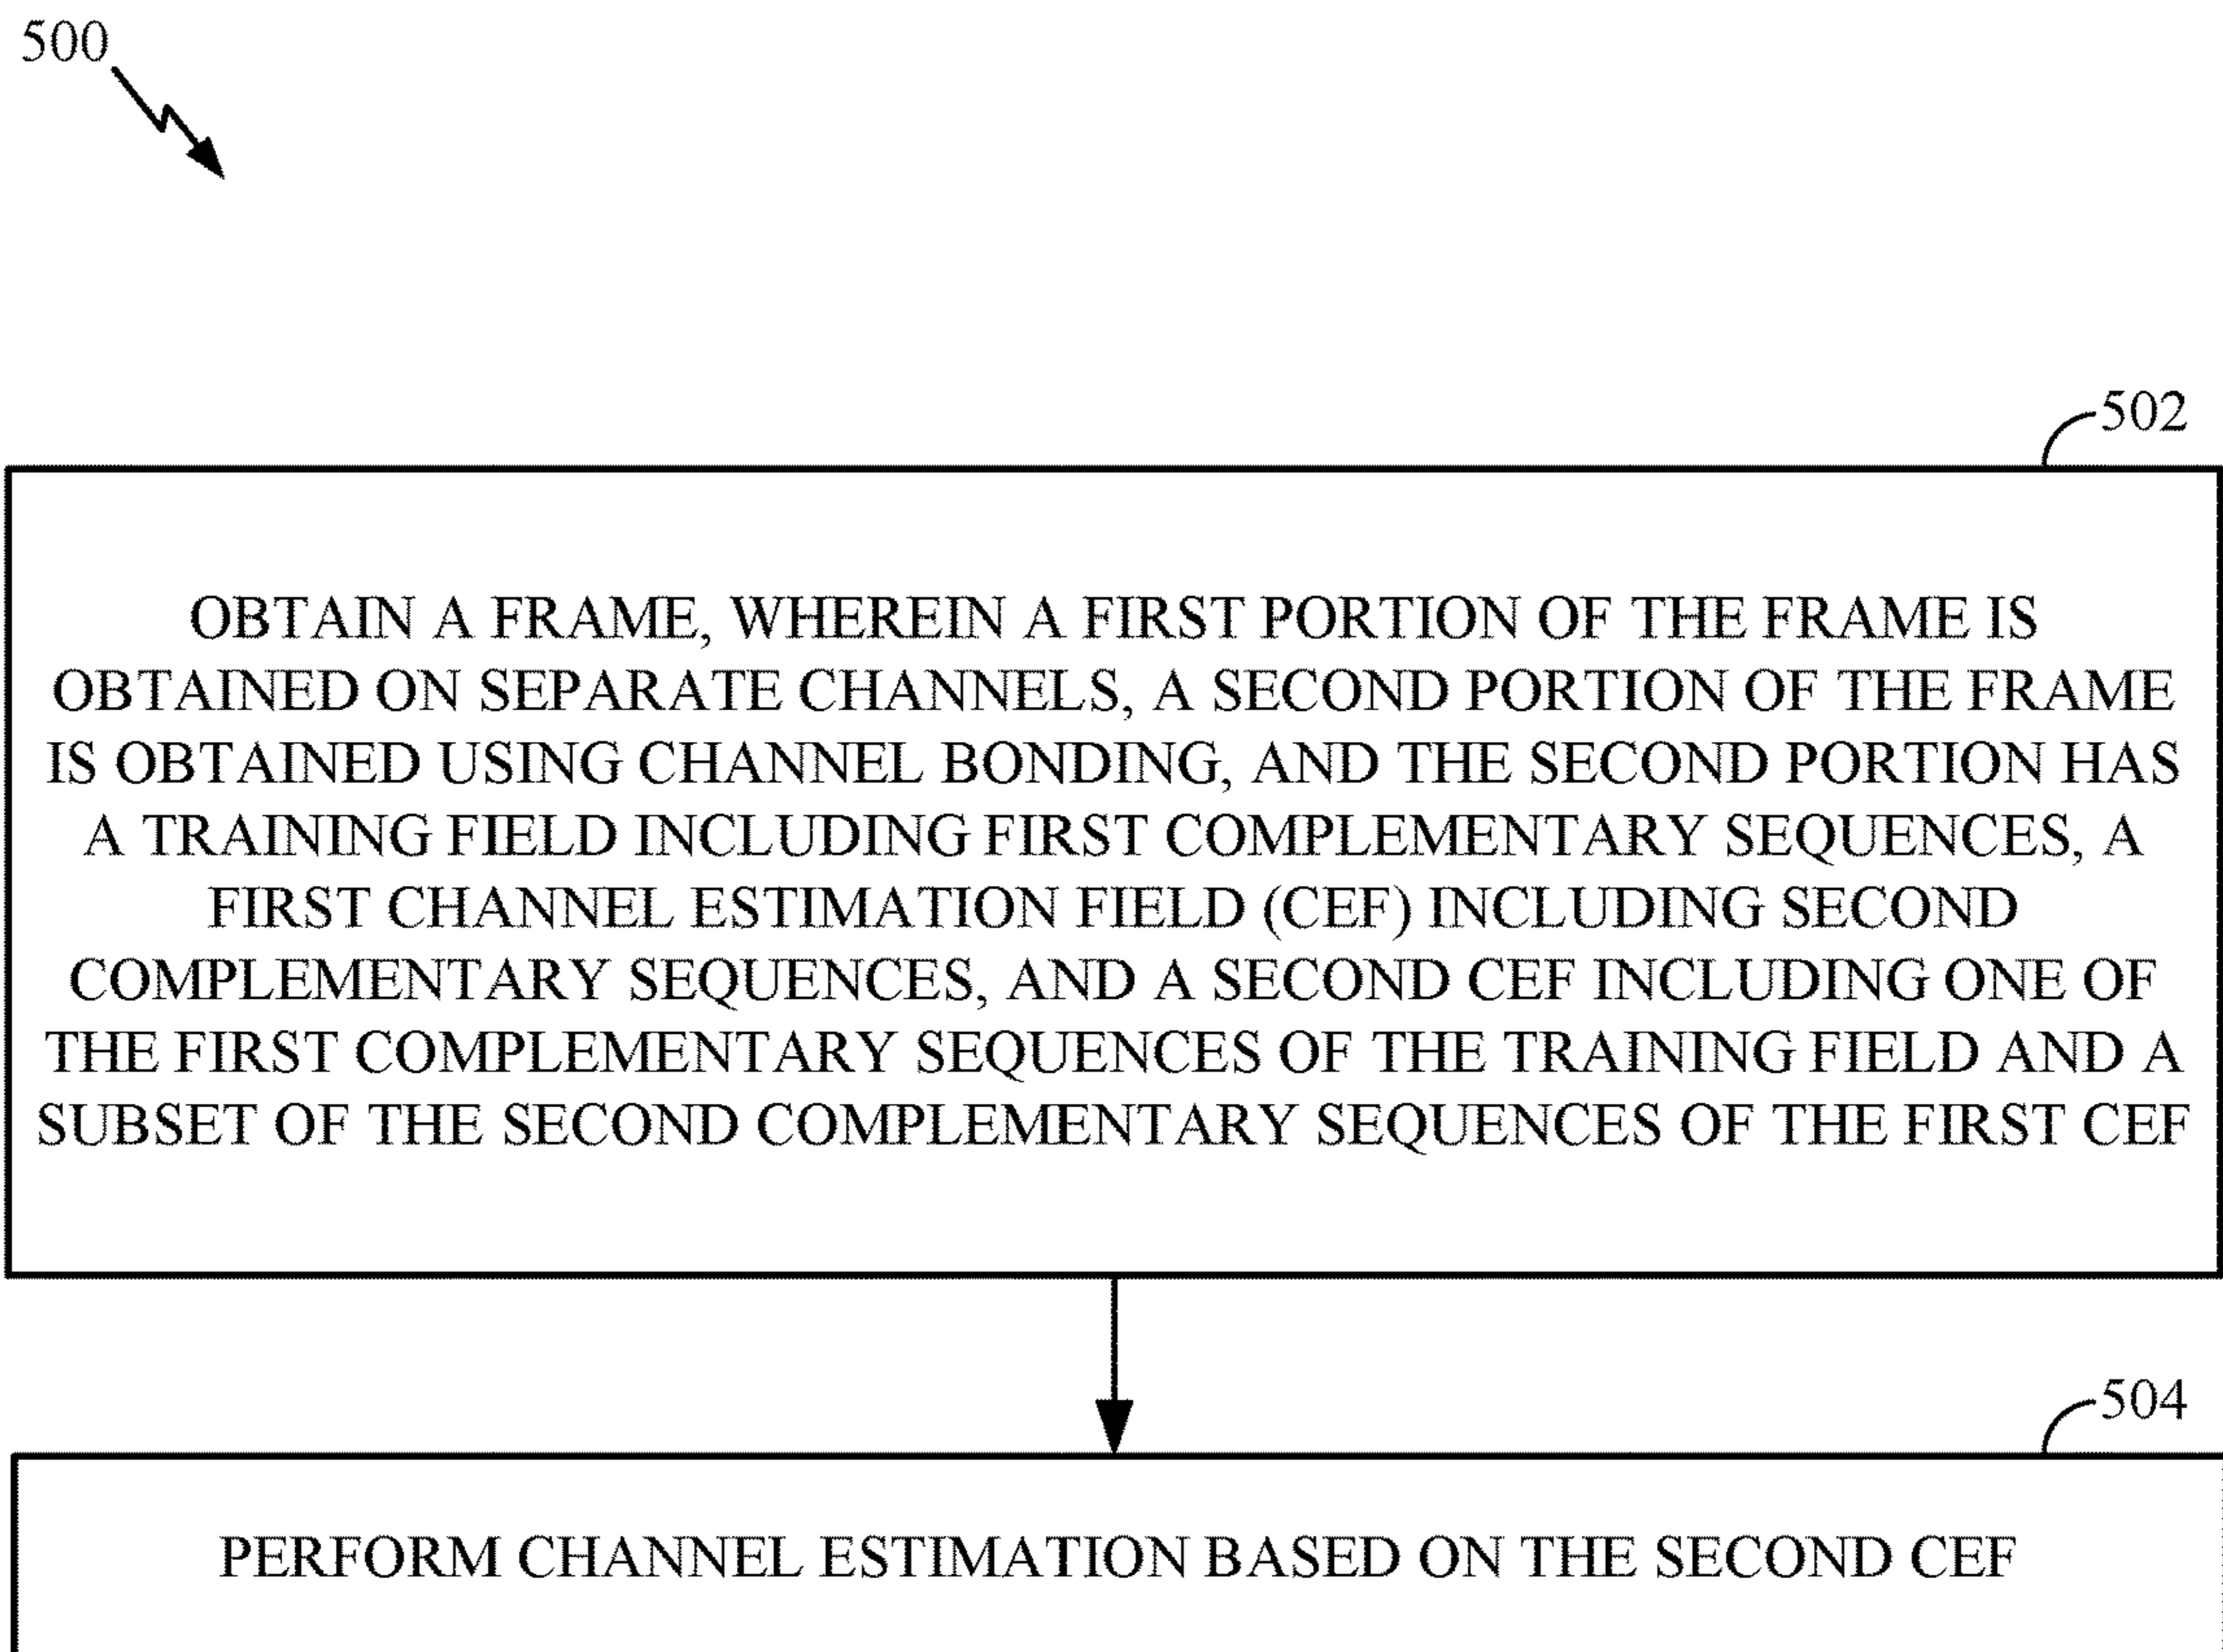 500
502
OBTAIN A FRAME, WHEREIN A FIRST PORTION OF THE FRAME IS
OBTAINED ON SEPARATE CHANNELS, A SECOND PORTION OF THE FRAME
IS OBTAINED USING CHANNEL BONDING, AND THE SECOND PORTION HAS
A TRAINING FIELD INCLUDING FIRST COMPLEMENTARY SEQUENCES, A
FIRST CHANNEL ESTIMATION FIELD (CEF) INCLUDING SECOND
COMPLEMENTARY SEQUENCES, AND A SECOND CEF INCLUDING ONE OF
THE FIRST COMPLEMENTARY SEQUENCES OF THE TRAINING FIELD AND A
SUBSET OF THE SECOND COMPLEMENTARY SEQUENCES OF THE FIRST CEF
504
PERFORM CHANNEL ESTIMATION BASED ON THE SECOND CEF